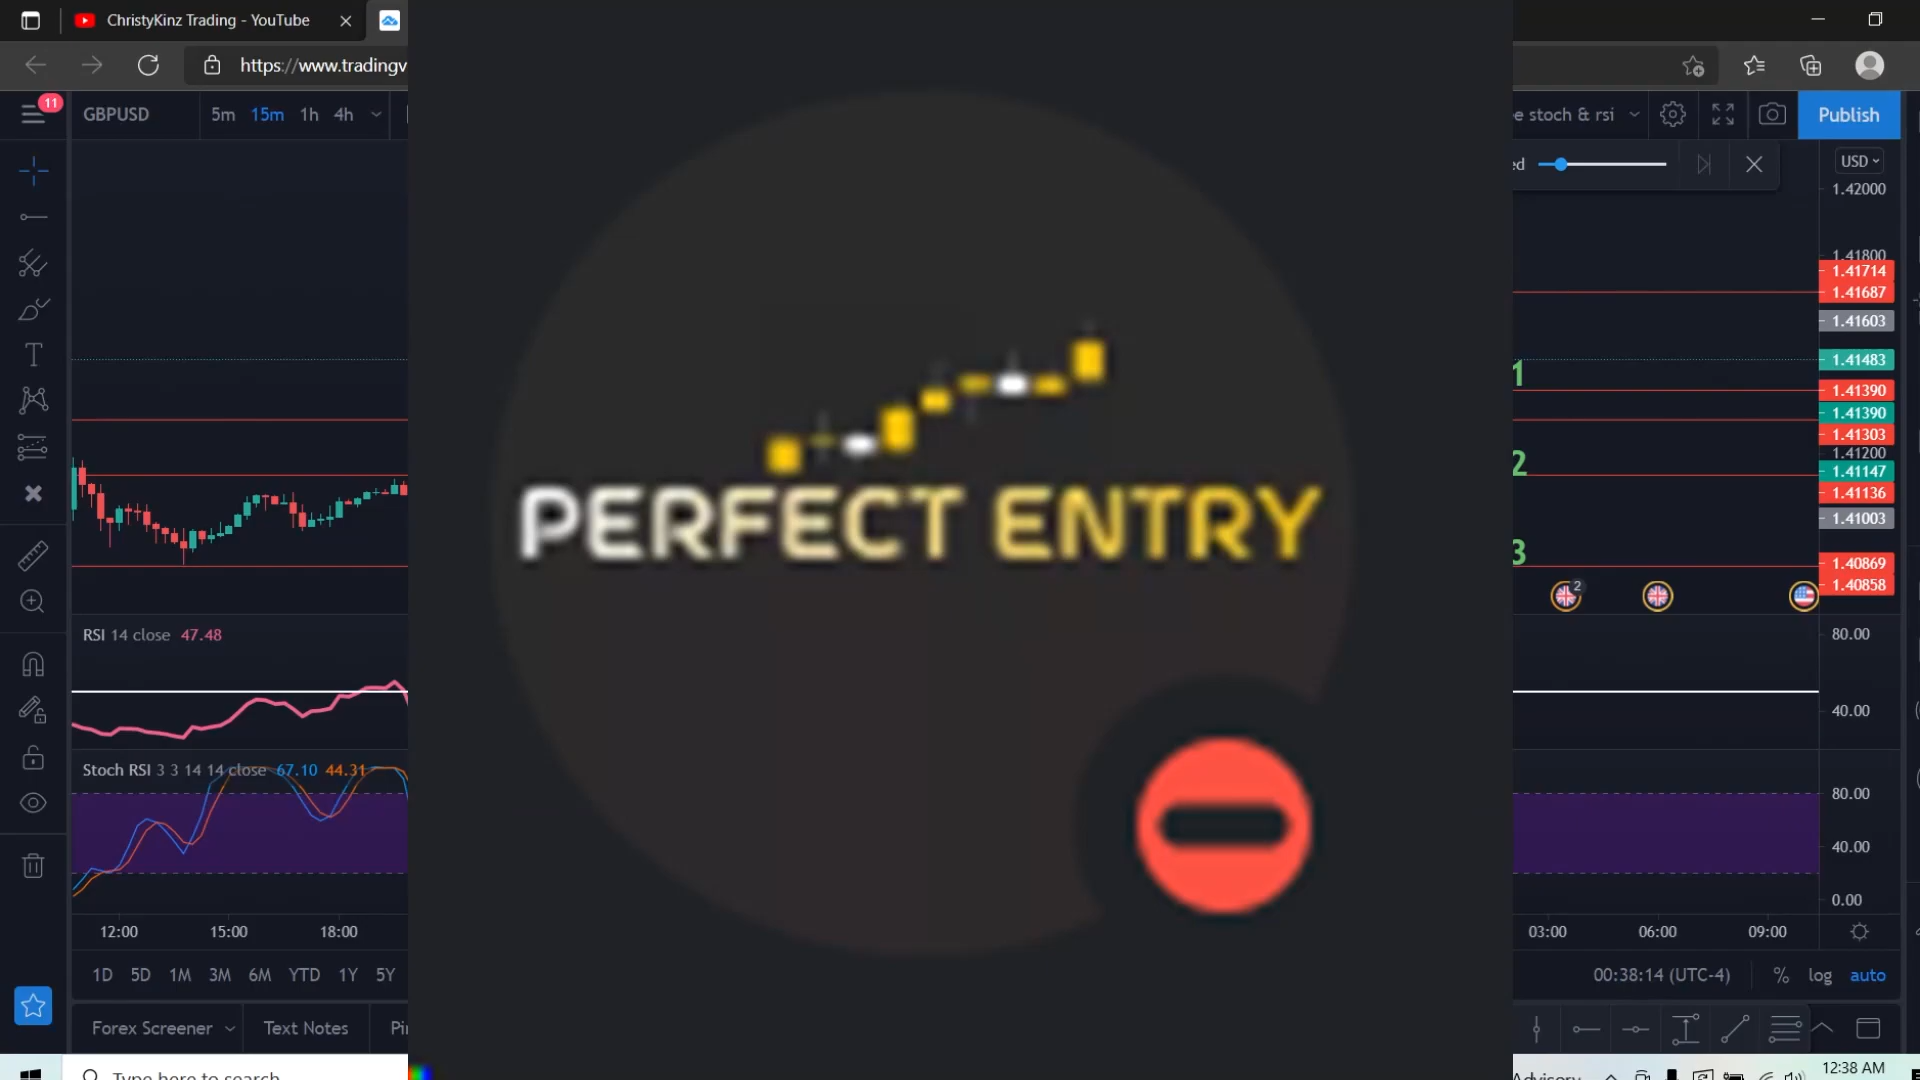 ChristyKinz Trading - YouTube
https://www.tradingv
11
GBPUSD
5m 15m 1h 4h
e stoch & rsi
Publish
ed
USD
1.42000
1.41800
1.41714
1.41687
1.41603
1.41483
1.41390
1.41390
1.41303
1.41200
1.41147
1.41136
1.41003
1.40869
1.40858
1
2
3
2
PERFECT ENTRY
RSI 14 close 47.48
80.00
40.00
Stoch RSI 3 3 14 14 close 67.10 44.31
80.00
40.00
0.00
12:00 15:00 18:00
03:00 06:00 09:00
1D 5D 1M 3M 6M YTD 1Y 5Y
00:38:14 (UTC-4) % log auto
Forex Screener Text Notes Pi
Type here to search
Advisory
12:38 AM